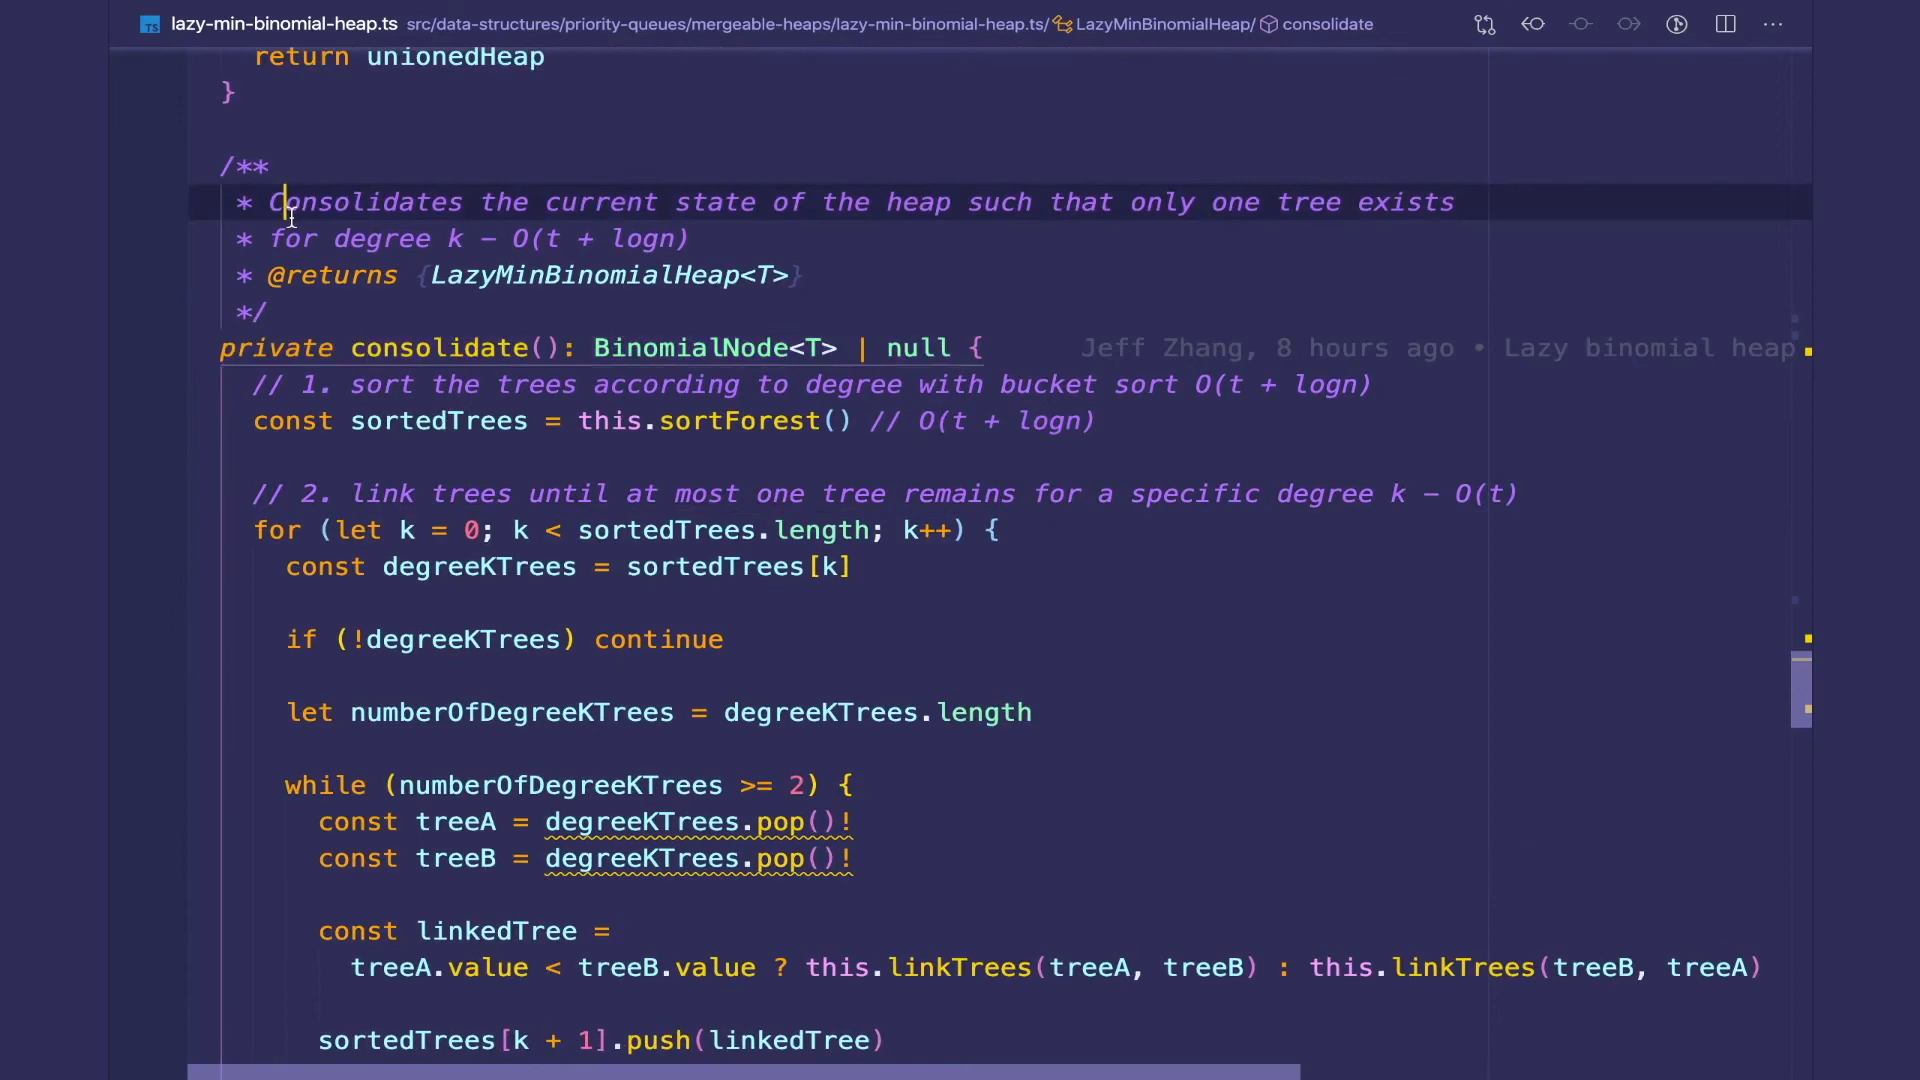 lazy-min-binomial-heap.ts src/data-structures/priority-queues/mergeable-heaps/lazy-min-binomial-heap.ts/ LazyMinBinomialHeap/ consolidate
return unionedHeap
}
/**
* Consolidates the current state of the heap such that only one tree exists
* for degree k – O(t + logn)
* @returns {LazyMinBinomialHeap<T>}
*/
private consolidate(): BinomialNode<T> | null { Jeff Zhang, 8 hours ago • Lazy binomial heap
// 1. sort the trees according to degree with bucket sort O(t + logn)
const sortedTrees = this.sortForest() // O(t + logn)
// 2. link trees until at most one tree remains for a specific degree k – O(t)
for (let k = 0; k < sortedTrees.length; k++) {
const degreeKTrees = sortedTrees[k]
if (!degreeKTrees) continue
let numberOfDegreeKTrees = degreeKTrees.length
while (numberOfDegreeKTrees >= 2) {
const treeA = degreeKTrees.pop()!
const treeB = degreeKTrees.pop()!
const linkedTree =
treeA.value < treeB.value ? this.linkTrees(treeA, treeB) : this.linkTrees(treeB, treeA)
sortedTrees[k + 1].push(linkedTree)